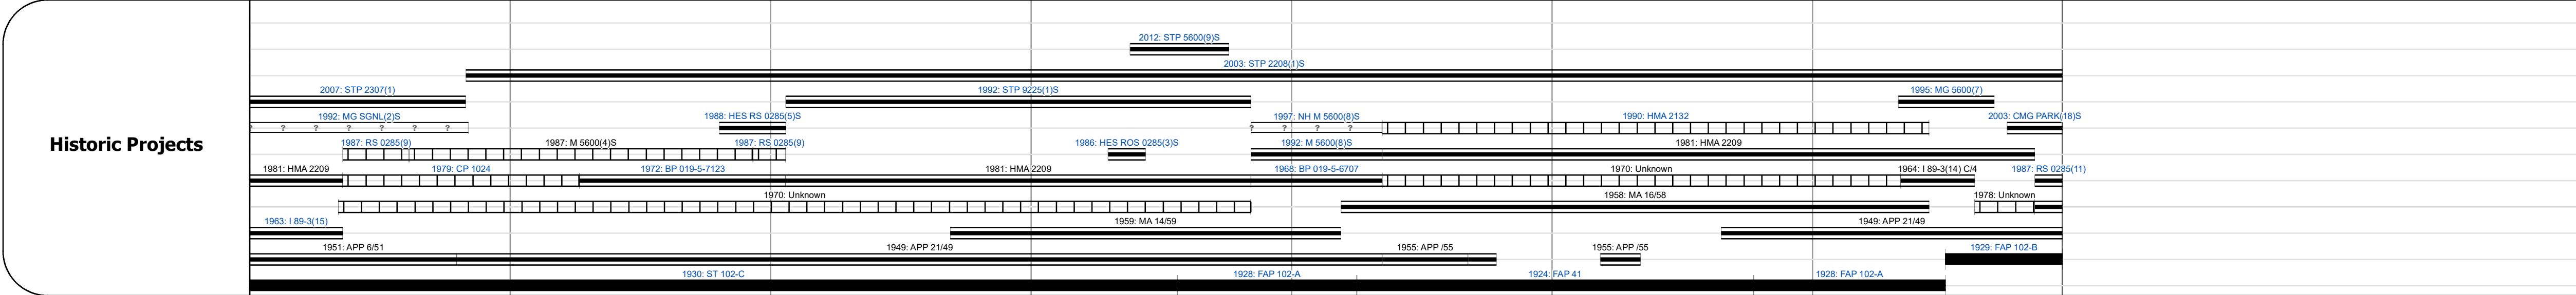 Historic Projects
2012: STP 5600(9)S
2003: STP 2208(1)S
2007: STP 2307(1)
1992: STP 9225(1)S
1995: MG 5600(7)
1992: MG SGNL(2)S
1988: HES RS 0285(5)S
1997: NH M 5600(8)S
1990: HMA 2132
2003: CMG PARK(18)S
? ? ? ? ? ? ? ? ? ? ?
1987: RS 0285(9)
1987: M 5600(4)S
1987: RS 0285(9)
1986: HES ROS 0285(3)S
1992: M 5600(8)S
1981: HMA 2209
1981: HMA 2209
1979: CP 1024
1972: BP 019-5-7123
1981: HMA 2209
1968: BP 019-5-6707
1970: Unknown
1964: I 89-3(14) C/4
1987: RS 0285(11)
1970: Unknown
1958: MA 16/58
1978: Unknown
1963: I 89-3(15)
1959: MA 14/59
1949: APP 21/49
1951: APP 6/51
1949: APP 21/49
1955: APP /55
1955: APP /55
1929: FAP 102-B
1930: ST 102-C
1928: FAP 102-A
1924: FAP 41
1928: FAP 102-A